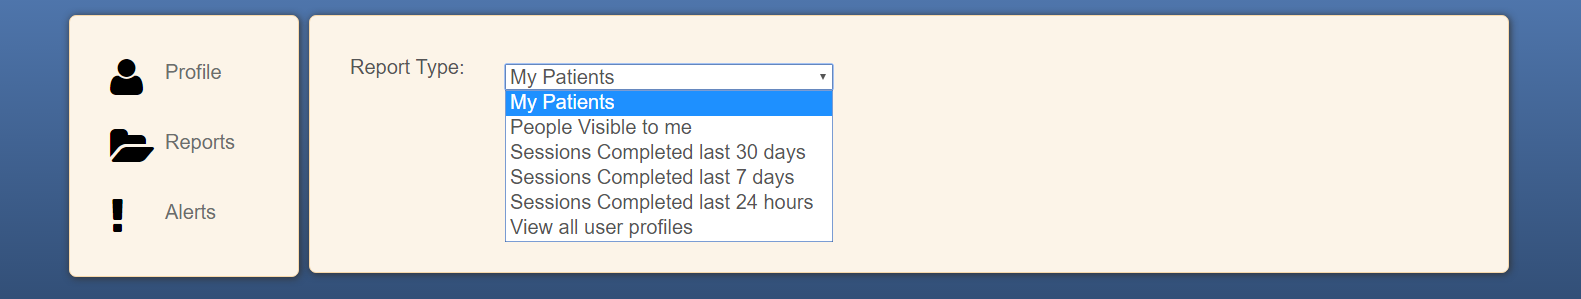 Profile
Reports
Alerts
Report Type:
My Patients
My Patients
People Visible to me
Sessions Completed last 30 days
Sessions Completed last 7 days
Sessions Completed last 24 hours
View all user profiles